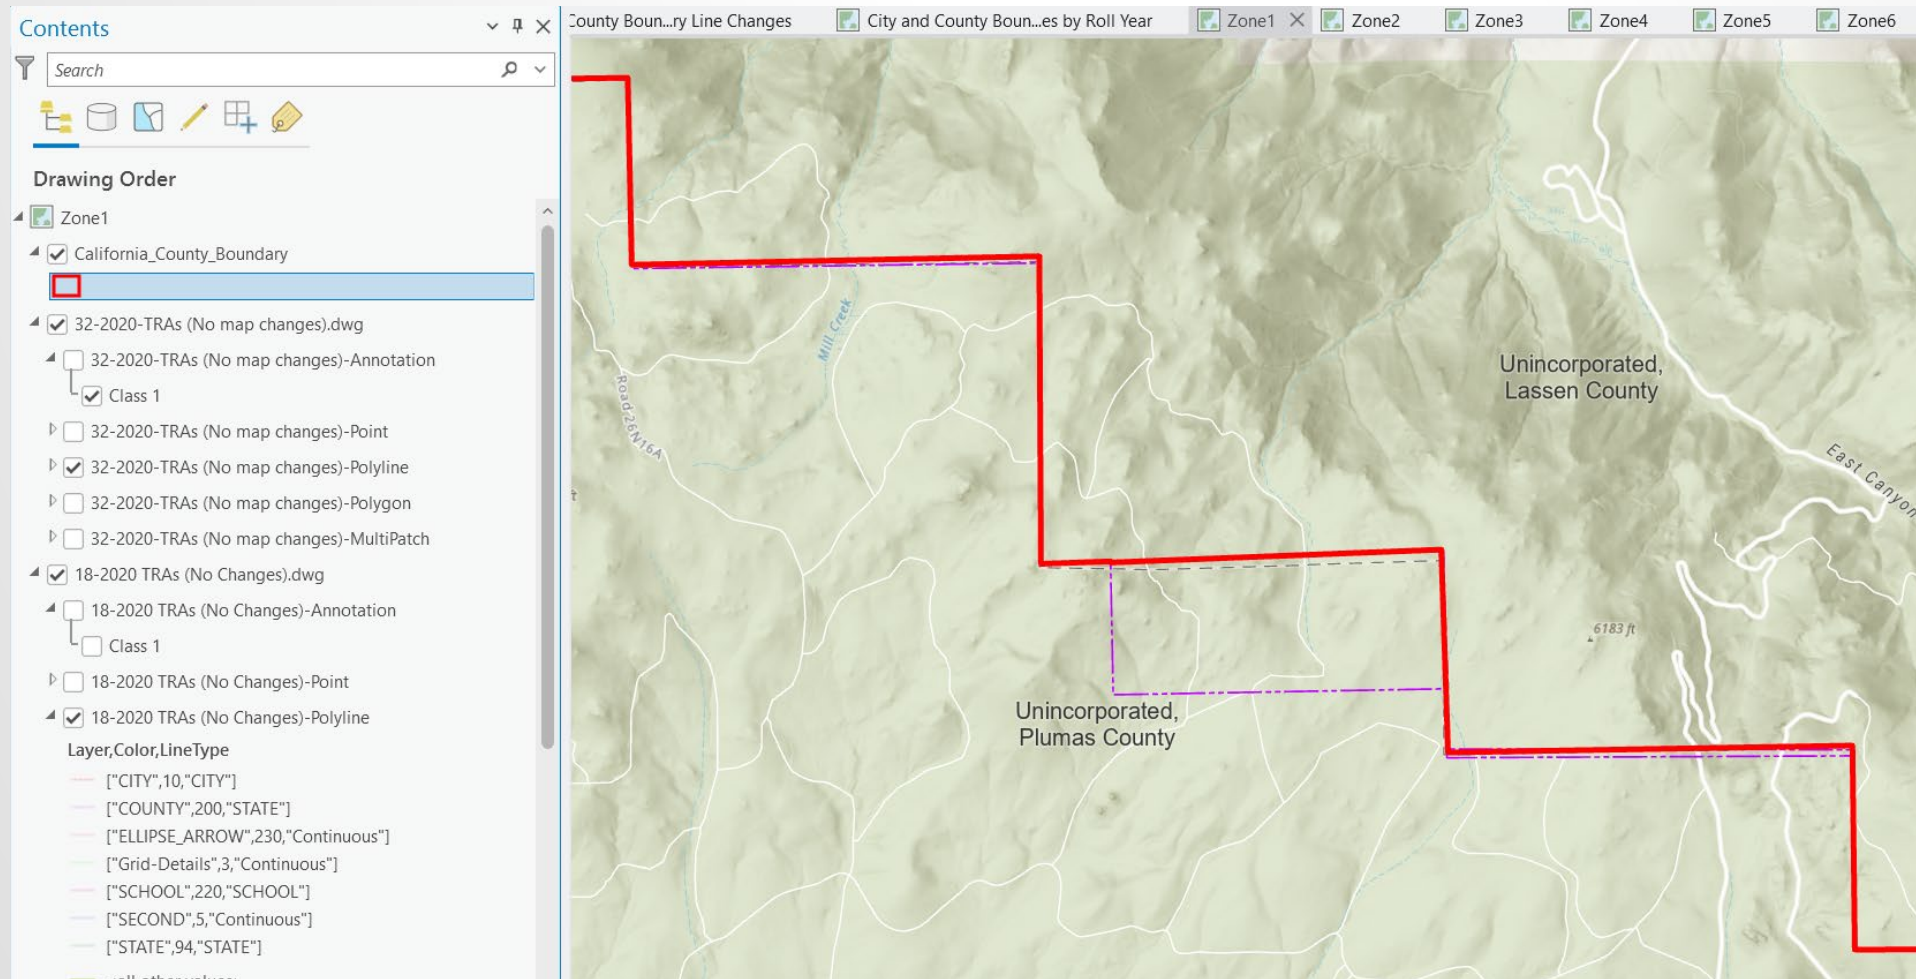 Contents
Search
Drawing Order
Zone1
California_County_Boundary
32-2020-TRAs (No map changes).dwg
32-2020-TRAs (No map changes)-Annotation
Class 1
32-2020-TRAs (No map changes)-Point
32-2020-TRAs (No map changes)-Polyline
32-2020-TRAs (No map changes)-Polygon
32-2020-TRAs (No map changes)-MultiPatch
18-2020 TRAs (No Changes).dwg
18-2020 TRAs (No Changes)-Annotation
Class 1
18-2020 TRAs (No Changes)-Point
18-2020 TRAs (No Changes)-Polyline
Layer,Color,LineType
["CITY",10,"CITY"]
["COUNTY",200,"STATE"]
["ELLIPSE_ARROW",230,"Continuous"]
["Grid-Details",3,"Continuous"]
["SCHOOL",220,"SCHOOL"]
["SECOND",5,"Continuous"]
["STATE",94,"STATE"]
County Boun...ry Line Changes
City and County Boun...es by Roll Year
Zone1
Zone2
Zone3
Zone4
Zone5
Zone6
Mill Creek
Road 26N16A
Unincorporated,
Lassen County
East Canyon
6183 ft
Unincorporated,
Plumas County